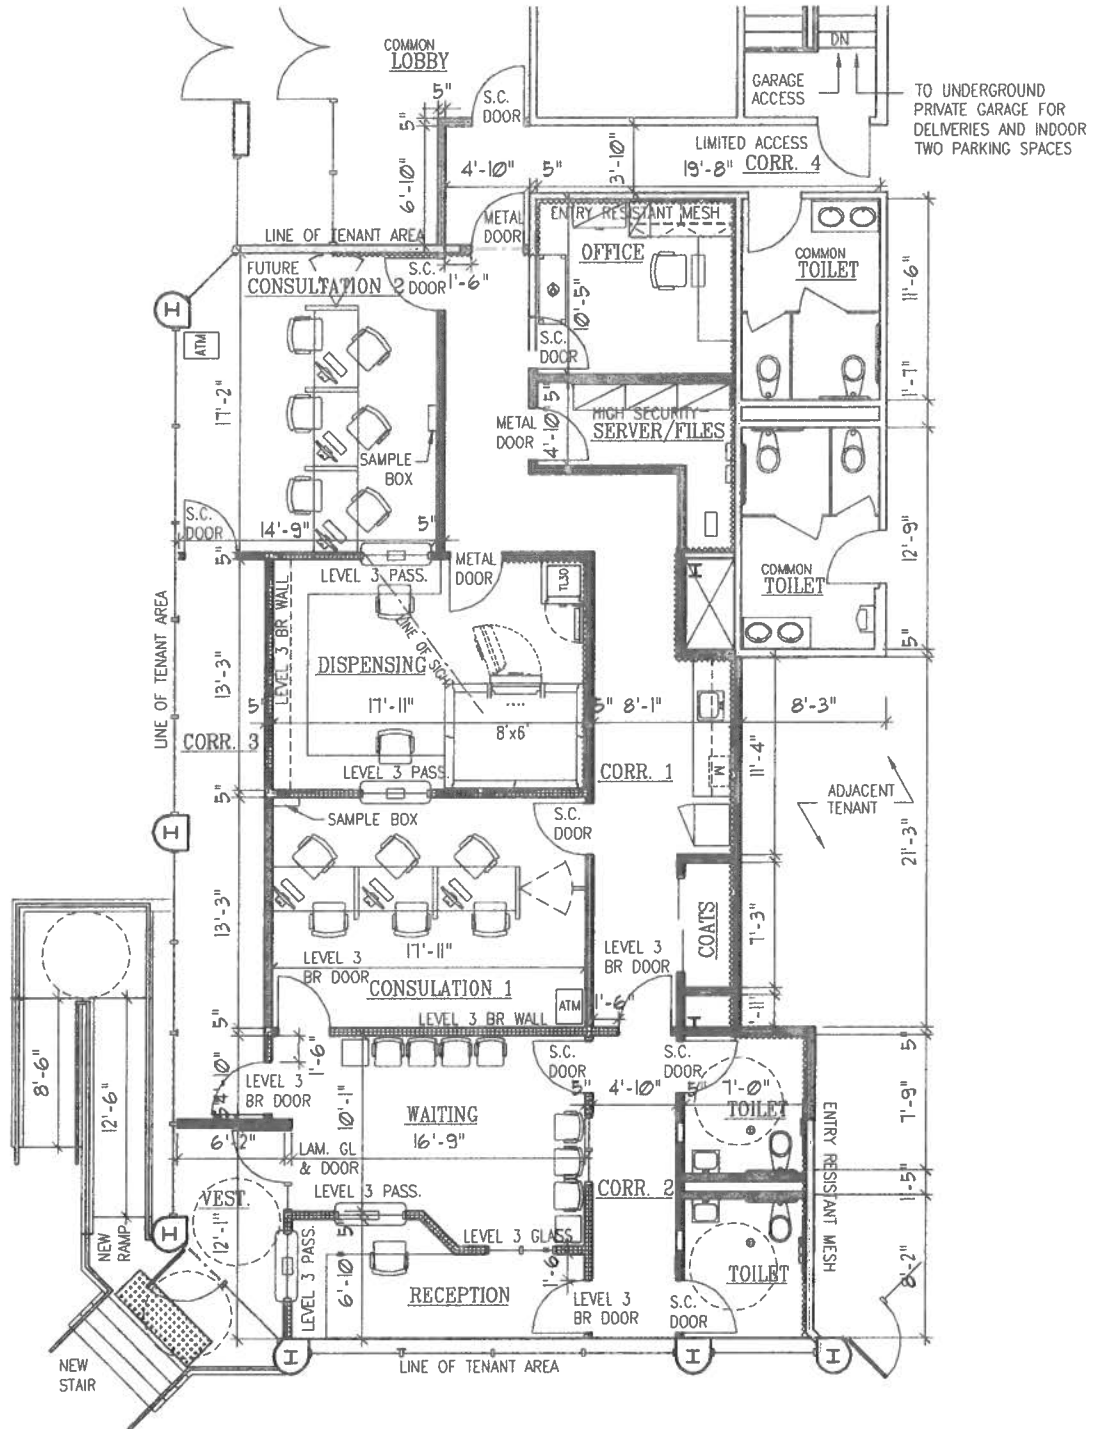 COMMON
LOBBY
DN
GARAGE
ACCESS
TO UNDERGROUND
PRIVATE GARAGE FOR
DELIVERIES AND INDOOR
TWO PARKING SPACES
5"
S.C.
DOOR
5"
6'-10"
4'-10"
5"
3'-10"
LIMITED ACCESS
19'-8"
CORR. 4
LINE OF TENANT AREA
METAL
DOOR
ENTRY RESISTANT MESH
OFFICE
COMMON
TOILET
11'-6"
FUTURE
CONSULTATION 2
S.C.
DOOR
1'-6"
10'-5"
ATM
S.C.
DOOR
17'-2"
1'-7"
5"
METAL
DOOR
4'-10"
HIGH SECURITY
SERVER/FILES
SAMPLE
BOX
S.C.
DOOR
14'-9"
5"
12'-9"
5"
LEVEL 3 PASS.
METAL
DOOR
TL30
COMMON
TOILET
5"
LINE OF TENANT AREA
LEVEL 3 BR WALL
LINE OF SIGHT
13'-3"
DISPENSING
5"
17'-11"
8'x6'
5"
8'-1"
8'-3"
CORR. 3
CORR. 1
M
11'-4"
LEVEL 3 PASS.
5"
ADJACENT
TENANT
SAMPLE BOX
S.C.
DOOR
21'-3"
13'-3"
COATS
7'-3"
17'-11"
LEVEL 3
BR DOOR
LEVEL 3
BR DOOR
CONSULATION 1
ATM
1'-6"
1'-11"
LEVEL 3 BR WALL
5"
5"
8'-6"
12'-6"
1'-6"
S.C.
DOOR
S.C.
DOOR
4'-0"
LEVEL 3
BR DOOR
5"
10'-1"
5"
4'-10"
5"
7'-0"
TOILET
7'-9"
WAITING
16'-9"
6'-2"
LAM. GL
& DOOR
ENTRY RESISTANT MESH
VEST.
LEVEL 3 PASS.
CORR. 2
1'-5"
12'-1"
5"
LEVEL 3 GLASS
NEW
RAMP
LEVEL 3 PASS.
6'-10"
1'-6"
8'-2"
RECEPTION
LEVEL 3
BR DOOR
TOILET
S.C.
DOOR
NEW
STAIR
LINE OF TENANT AREA
H
H
H
H
H
H
H
H